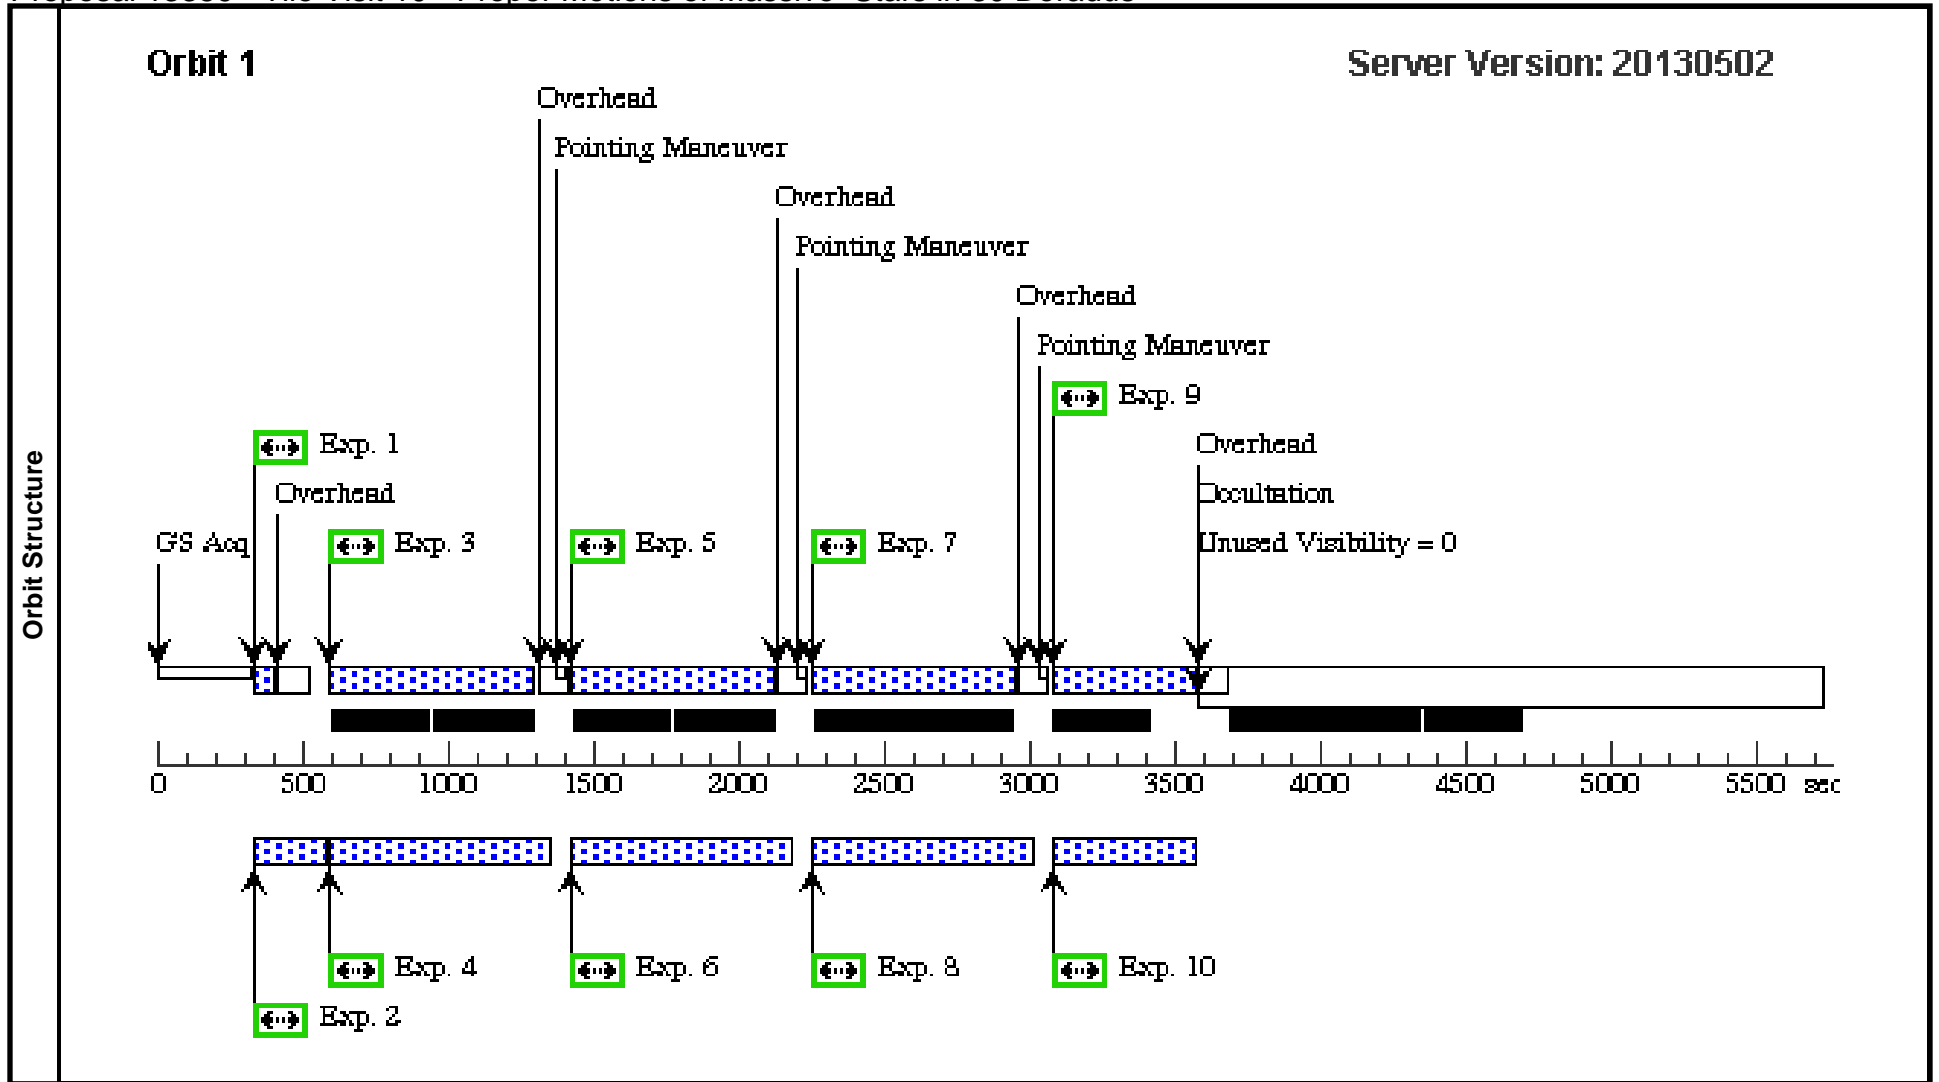 Orbit 1
Server Version: 20130502
Overhead
Pointing Maneuver
Overhead
Pointing Maneuver
Overhead
Pointing Maneuver
Exp. 9
Exp. 1
Overhead
Overhead
Occultation
GS Acq
Exp. 3
Exp. 5
Exp. 7
Unused Visibility = 0
Orbit Structure
0 500 1000 1500 2000 2500 3000 3500 4000 4500 5000 5500 sec
Exp. 4
Exp. 6
Exp. 8
Exp. 10
Exp. 2